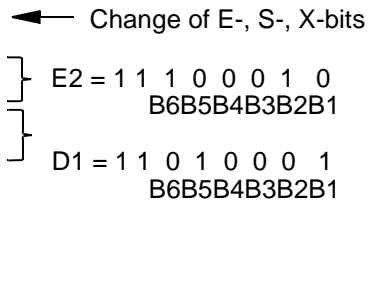 Change of E-, S-, X-bits
E2 = 1 1 1 0 0 0 1 0
B6B5B4B3B2B1
D1 = 1 1 0 1 0 0 0 1
B6B5B4B3B2B1